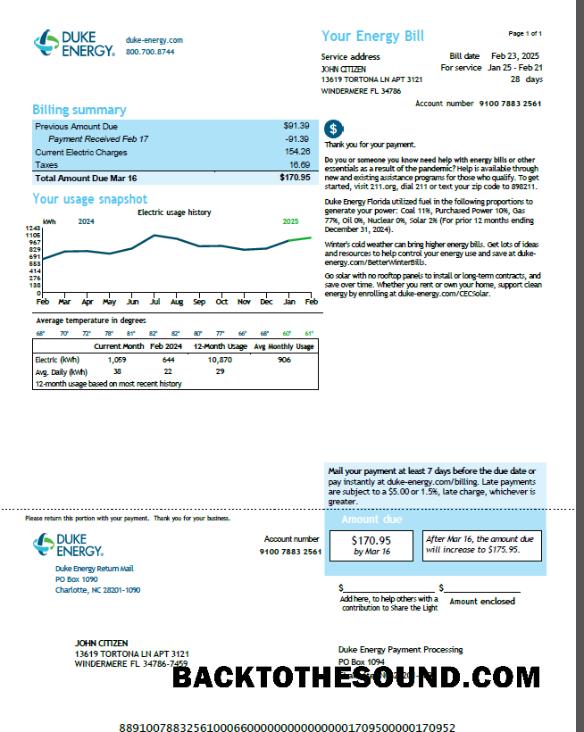 DUKE ENERGY®
duke-energy.com
800.700.8744
Your Energy Bill
Page 1 of 1
Service address
JOHN CITIZEN
13619 TORTONA LN APT 3121
WINDERMERE FL 34786
Bill date Feb 23, 2025
For service Jan 25 - Feb 21
28 days
Account number 9100 7883 2561
Billing summary
Previous Amount Due $91.39
Payment Received Feb 17 -91.39
Current Electric Charges 154.26
Taxes 16.69
Total Amount Due Mar 16 $170.95
$
Thank you for your payment.
Do you or someone you know need help with energy bills or other
essentials as a result of the pandemic? Help is available through
new and existing assistance programs for those who qualify. To get
started, visit 211.org, dial 211 or text your zip code to 898211.
Duke Energy Florida utilized fuel in the following proportions to
generate your power: Coal 11%, Purchased Power 10%, Gas
77%, Oil 0%, Nuclear 0%, Solar 2% (For prior 12 months ending
December 31, 2024).
Winter's cold weather can bring higher energy bills. Get lots of ideas
and resources to help control your energy use and save at duke-
energy.com/BetterWinterBills.
Go solar with no rooftop panels to install or long-term contracts, and
save over time. Whether you rent or own your home, support clean
energy by enrolling at duke-energy.com/CECSolar.
Your usage snapshot
Electric usage history
kWh 2024 2025
1243
1105
967
829
691
553
414
276
138
0
Feb Mar Apr May Jun Jul Aug Sep Oct Nov Dec Jan Feb
Average temperature in degrees
68° 70° 72° 78° 81° 82° 82° 80° 77° 66° 68° 60° 61°
Current Month Feb 2024 12-Month Usage Avg Monthly Usage
Electric (kWh) 1,059 644 10,870 906
Avg. Daily (kWh) 38 22 29
12-month usage based on most recent history
Mail your payment at least 7 days before the due date or
pay instantly at duke-energy.com/billing. Late payments
are subject to a $5.00 or 1.5%, late charge, whichever is
greater.
Please return this portion with your payment. Thank you for your business.
Amount due
DUKE ENERGY®
Account number
9100 7883 2561
$170.95
by Mar 16
After Mar 16, the amount due
will increase to $175.95.
Duke Energy Return Mail
PO Box 1090
Charlotte, NC 28201-1090
$ $
Add here, to help others with a
contribution to Share the Light
Amount enclosed
JOHN CITIZEN
13619 TORTONA LN APT 3121
WINDERMERE FL 34786-7459
Duke Energy Payment Processing
PO Box 1094
BACKTOTHESOUND.COM
88910078832561000660000000000000001709500000170952